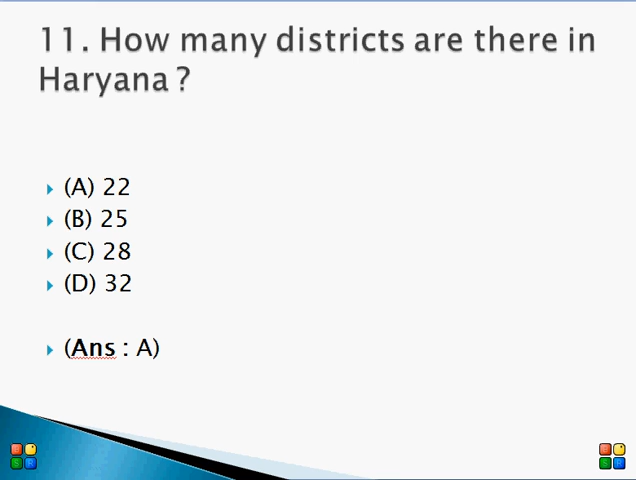 11. How many districts are there in
Haryana?
(A) 22
(B) 25
(C) 28
(D) 32
(Ans : A)